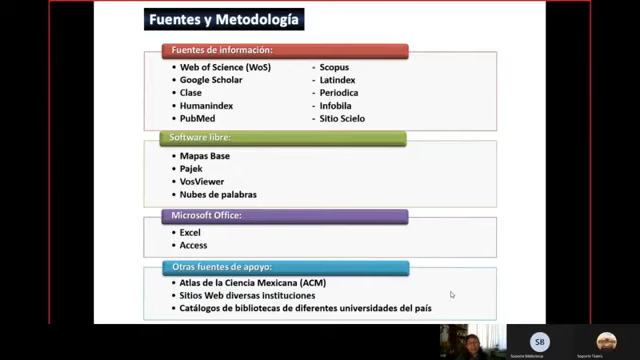 Fuentes y Metodología
Fuentes de información:
• Web of Science (WoS)
• Google Scholar
• Clase
• Humanindex
• PubMed
- Scopus
- Latindex
- Periodica
- Infobila
- Sitio Scielo
Software libre:
• Mapas Base
• Pajek
• VosViewer
• Nubes de palabras
Microsoft Office:
• Excel
• Access
Otras fuentes de apoyo:
• Atlas de la Ciencia Mexicana (ACM)
• Sitios Web diversas instituciones
• Catálogos de bibliotecas de diferentes universidades del país
SB
Soporte Teams